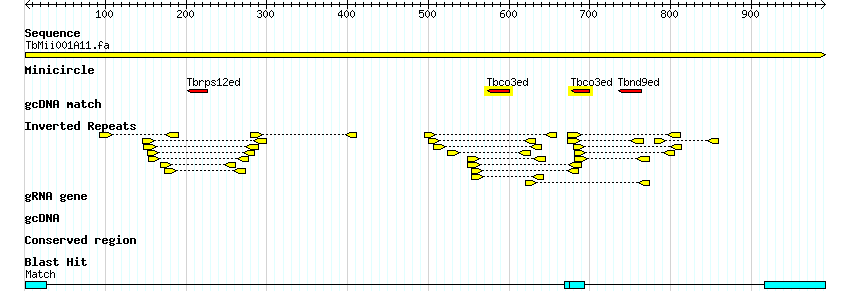 100 200 300 400 500 600 700 800 900
Sequence
TbMii001A11.fa
Minicircle
Tbrps12ed Tbco3ed Tbco3ed Tbnd9ed
gcDNA match
Inverted Repeats
gRNA gene
gcDNA
Conserved region
Blast Hit
Match